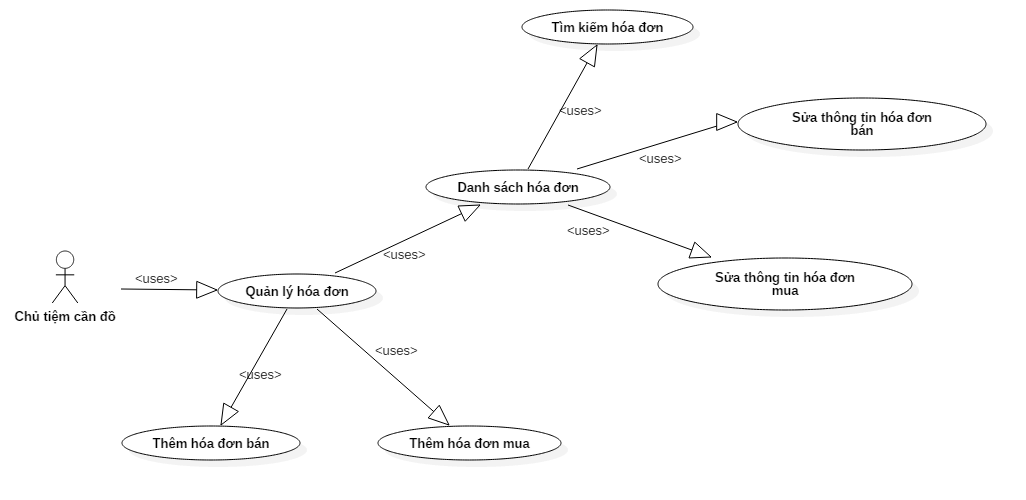 Tìm kiếm hóa đơn
<uses>
Sửa thông tin hóa đơn
bán
<uses>
Danh sách hóa đơn
<uses>
<uses>
Sửa thông tin hóa đơn
mua
<uses>
Quản lý hóa đơn
Chủ tiệm cần đồ
<uses>
<uses>
Thêm hóa đơn bán
Thêm hóa đơn mua